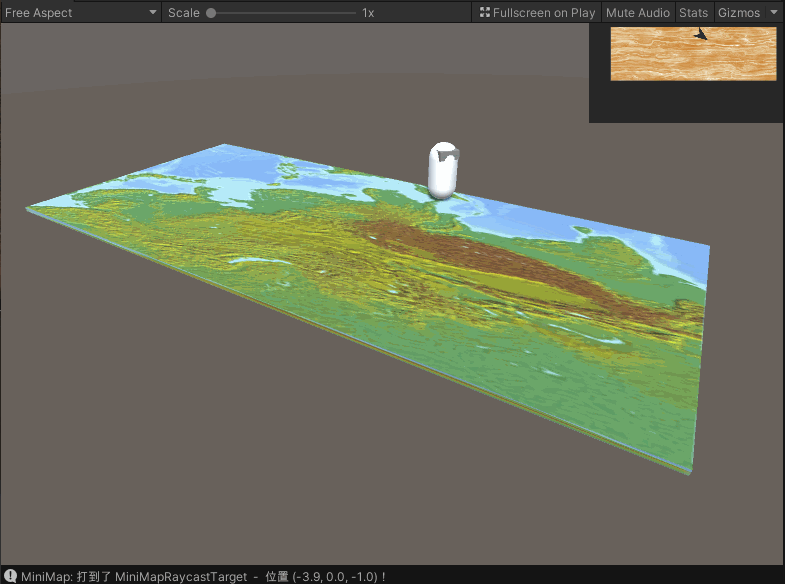 Free Aspect Scale 1x Fullscreen on Play Mute Audio Stats Gizmos
MiniMap: 打到了 MiniMapRaycastTarget - 位置 (-3.9, 0.0, -1.0) !